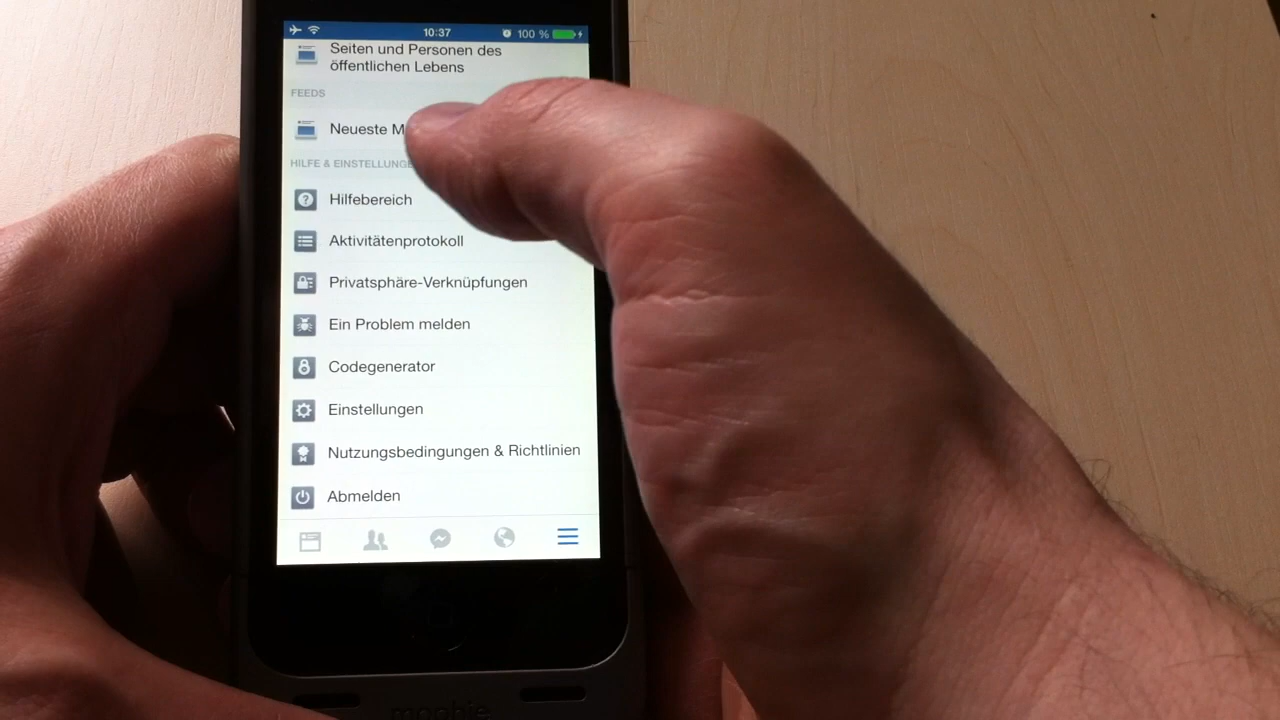 10:37 100 %
Seiten und Personen des
öffentlichen Lebens
FEEDS
Neueste M
HILFE & EINSTELLUNGE
Hilfebereich
Aktivitätenprotokoll
Privatsphäre-Verknüpfungen
Ein Problem melden
Codegenerator
Einstellungen
Nutzungsbedingungen & Richtlinien
Abmelden
mophie